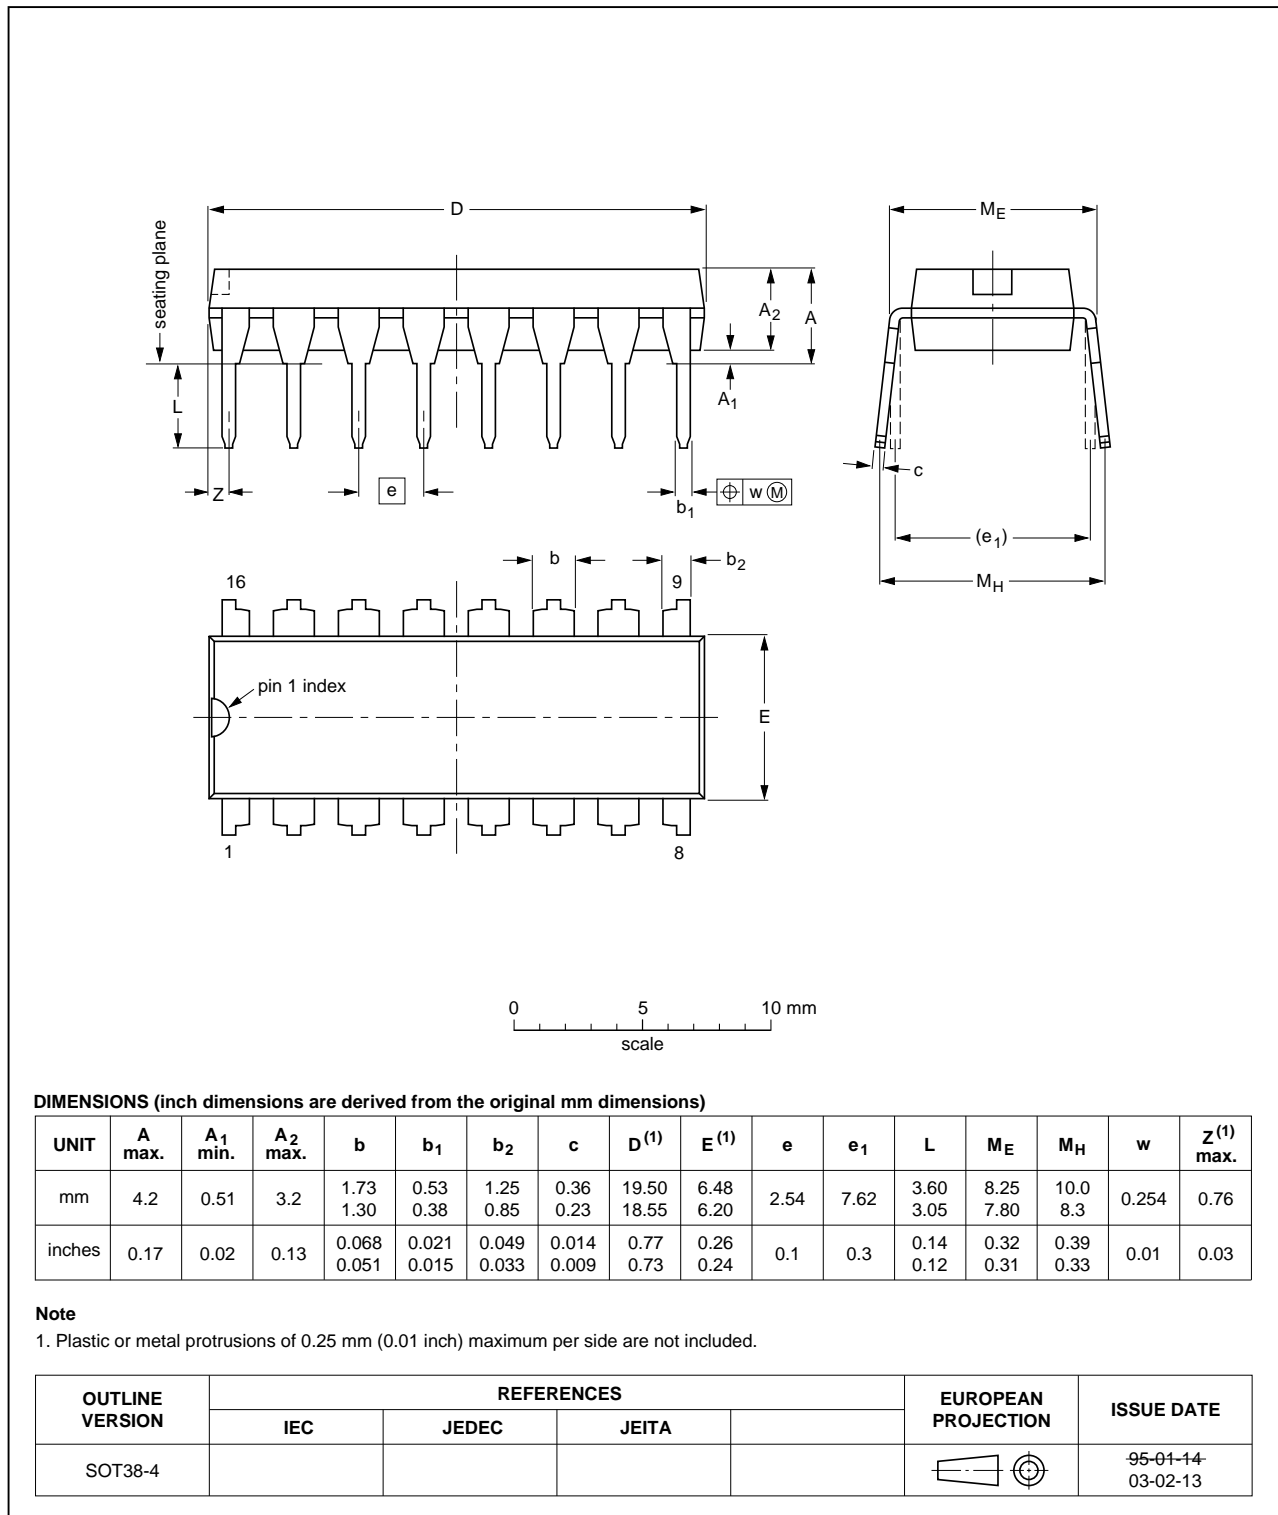 D
M_E
seating plane
A_2
A
L
A_1
c
Z
e
b_1
w M
(e_1)
b
b_2
M_H
16
9
pin 1 index
E
1
8
0 5 10 mm
scale
DIMENSIONS (inch dimensions are derived from the original mm dimensions)
UNIT A max. A_1 min. A_2 max. b b_1 b_2 c D(1) E(1) e e_1 L M_E M_H w Z(1) max.
mm 4.2 0.51 3.2 1.73 1.30 0.53 0.38 1.25 0.85 0.36 0.23 19.50 18.55 6.48 6.20 2.54 7.62 3.60 3.05 8.25 7.80 10.0 8.3 0.254 0.76
inches 0.17 0.02 0.13 0.068 0.051 0.021 0.015 0.049 0.033 0.014 0.009 0.77 0.73 0.26 0.24 0.1 0.3 0.14 0.12 0.32 0.31 0.39 0.33 0.01 0.03
Note
1. Plastic or metal protrusions of 0.25 mm (0.01 inch) maximum per side are not included.
OUTLINE VERSION REFERENCES EUROPEAN PROJECTION ISSUE DATE
IEC JEDEC JEITA
SOT38-4 95-01-14
03-02-13